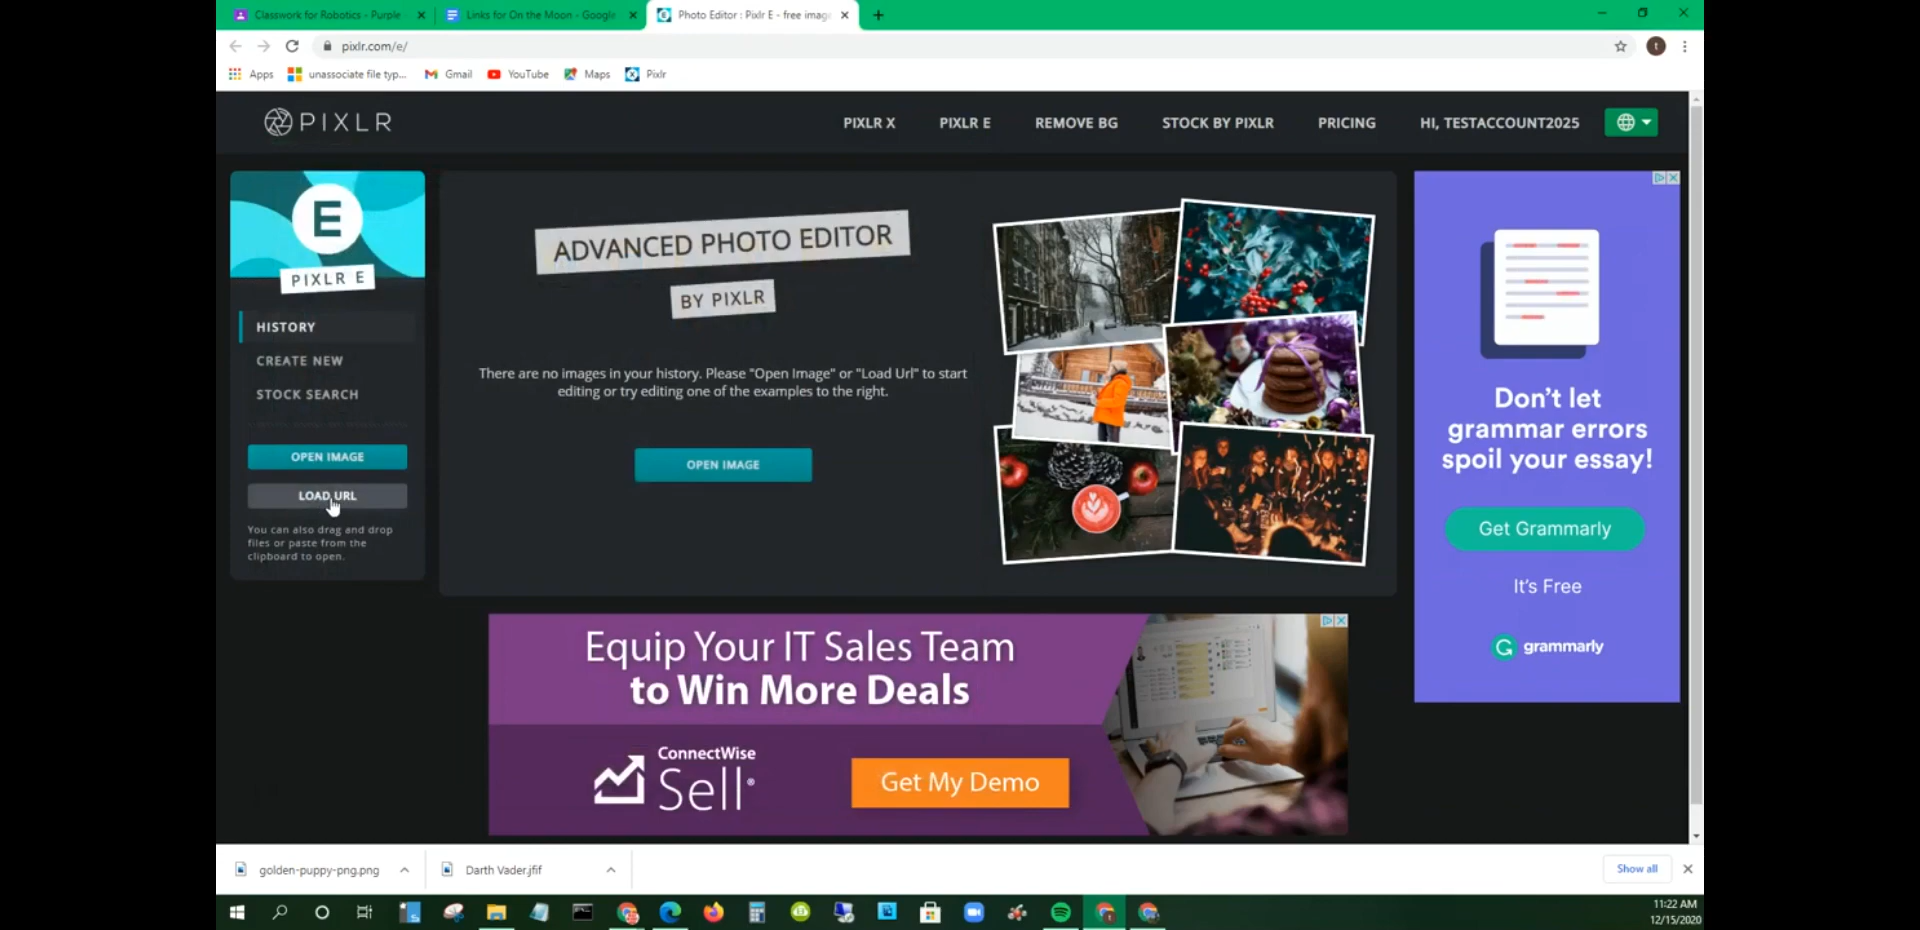 Classwork for Robotics - Purple
Links for On the Moon - Google
Photo Editor : Pixlr E - free imag
pixlr.com/e/
t
Apps
unassociate file typ...
Gmail
YouTube
Maps
Pixlr
PIXLR
PIXLR X
PIXLR E
REMOVE BG
STOCK BY PIXLR
PRICING
HI, TESTACCOUNT2025
E
PIXLR E
HISTORY
CREATE NEW
STOCK SEARCH
OPEN IMAGE
LOAD URL
You can also drag and drop
files or paste from the
clipboard to open.
ADVANCED PHOTO EDITOR
BY PIXLR
There are no images in your history. Please "Open Image" or "Load Url" to start
editing or try editing one of the examples to the right.
OPEN IMAGE
Don't let
grammar errors
spoil your essay!
Get Grammarly
It's Free
grammarly
Equip Your IT Sales Team
to Win More Deals
ConnectWise
Sell®
Get My Demo
golden-puppy-png.png
Darth Vader.jfif
Show all
11:22 AM
12/15/2020